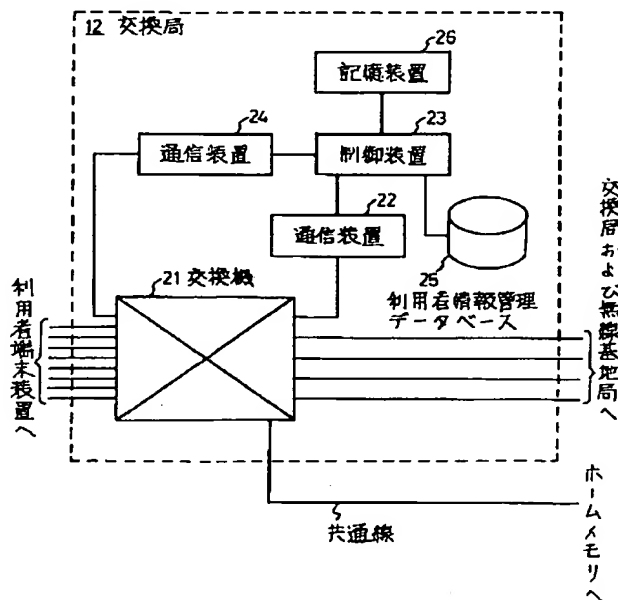 12 交換局
26
記憶装置
24
通信装置
23
制御装置
22
通信装置
21 交換機
25
利用者情報管理
データベース
利用者端末装置へ
交換局および無線基地局へ
共通線
ホームメモリへ